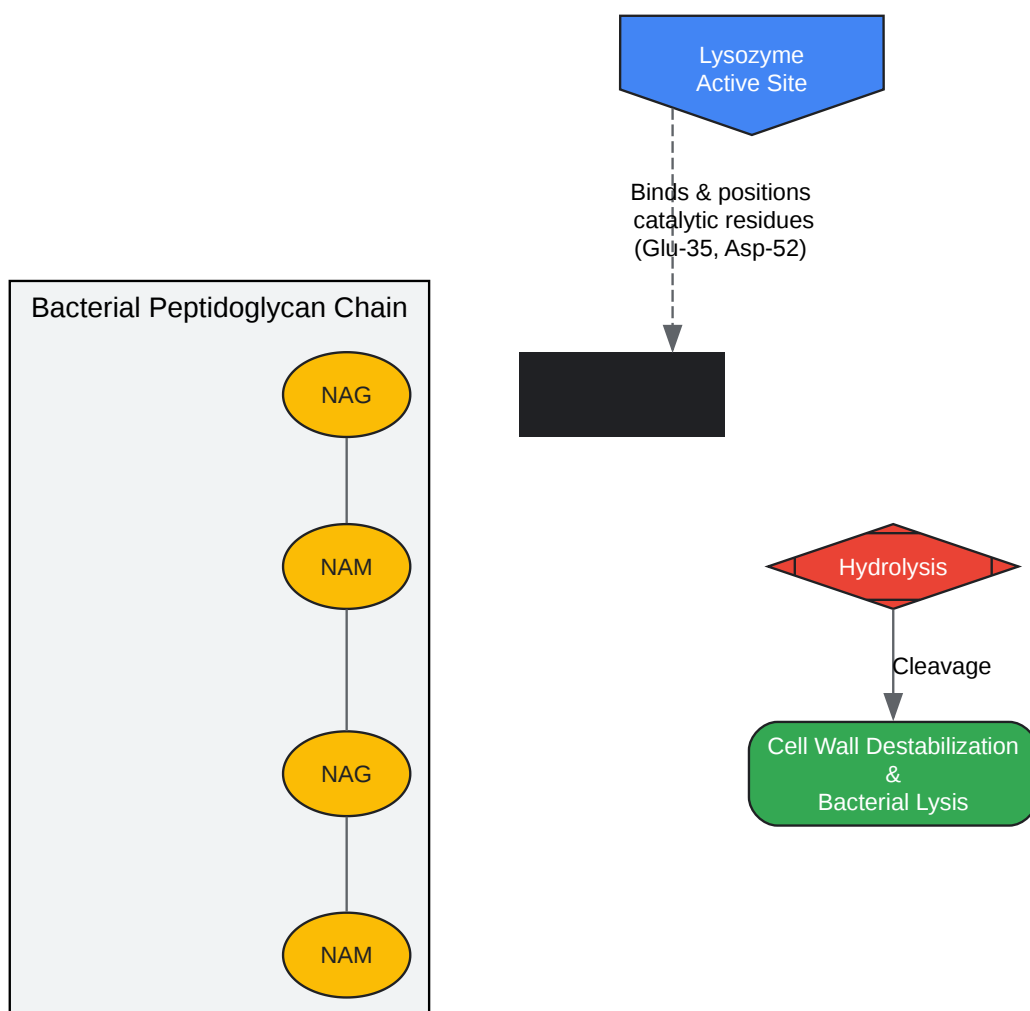 Lysozyme
Active Site
Binds & positions
catalytic residues
(Glu-35, Asp-52)
Bacterial Peptidoglycan Chain
NAG
NAM
Hydrolysis
Cleavage
NAG
Cell Wall Destabilization
&
Bacterial Lysis
NAM